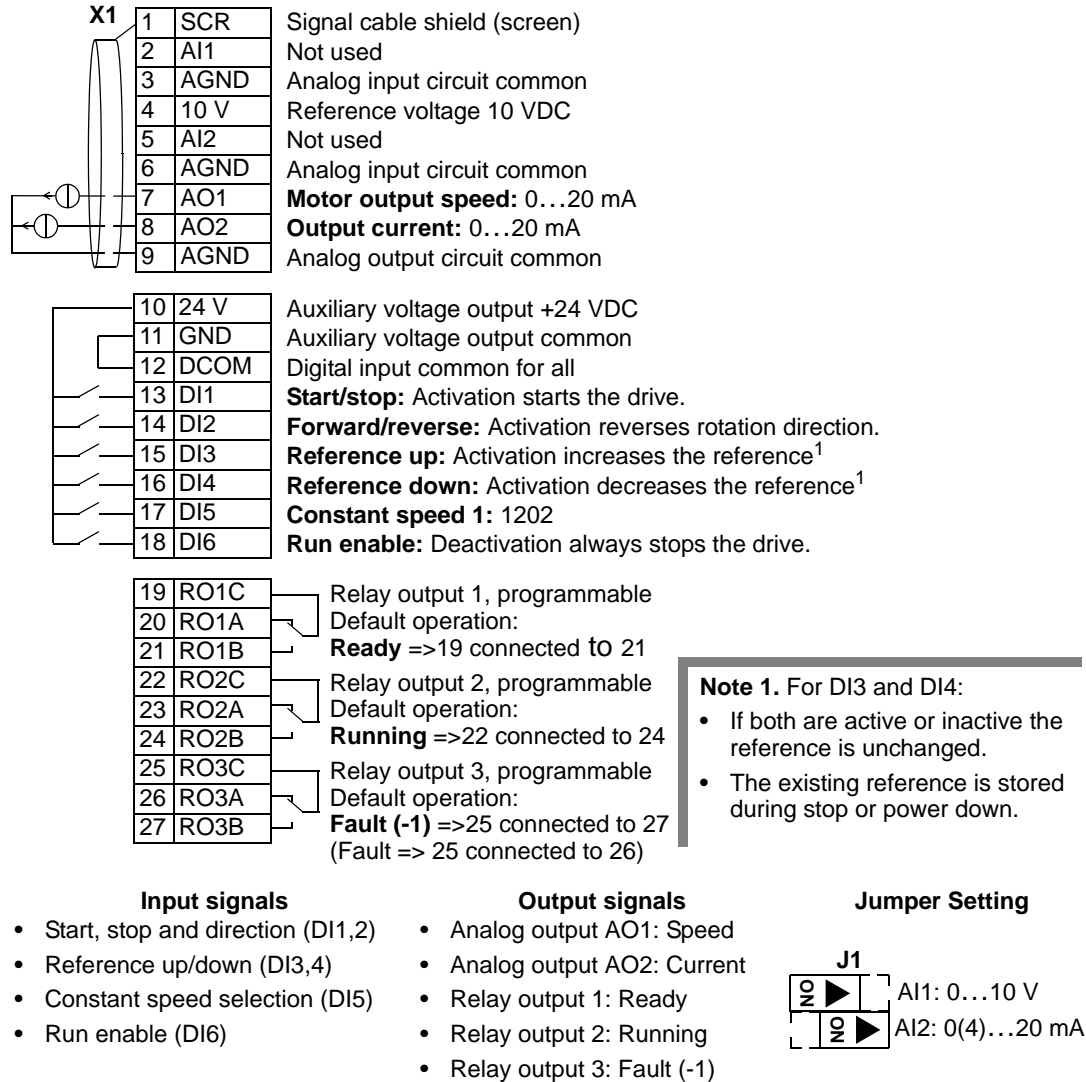 X1
1 SCR Signal cable shield (screen)
2 AI1 Not used
3 AGND Analog input circuit common
4 10 V Reference voltage 10 VDC
5 AI2 Not used
6 AGND Analog input circuit common
7 AO1 Motor output speed: 0…20 mA
8 AO2 Output current: 0…20 mA
9 AGND Analog output circuit common
10 24 V Auxiliary voltage output +24 VDC
11 GND Auxiliary voltage output common
12 DCOM Digital input common for all
13 DI1 Start/stop: Activation starts the drive.
14 DI2 Forward/reverse: Activation reverses rotation direction.
15 DI3 Reference up: Activation increases the reference1
16 DI4 Reference down: Activation decreases the reference1
17 DI5 Constant speed 1: 1202
18 DI6 Run enable: Deactivation always stops the drive.
19 RO1C Relay output 1, programmable
20 RO1A Default operation:
21 RO1B Ready =>19 connected to 21
22 RO2C Relay output 2, programmable
23 RO2A Default operation:
24 RO2B Running =>22 connected to 24
25 RO3C Relay output 3, programmable
26 RO3A Default operation:
27 RO3B Fault (-1) =>25 connected to 27
(Fault => 25 connected to 26)
Note 1. For DI3 and DI4:
• If both are active or inactive the
reference is unchanged.
• The existing reference is stored
during stop or power down.
Input signals
• Start, stop and direction (DI1,2)
• Reference up/down (DI3,4)
• Constant speed selection (DI5)
• Run enable (DI6)
Output signals
• Analog output AO1: Speed
• Analog output AO2: Current
• Relay output 1: Ready
• Relay output 2: Running
• Relay output 3: Fault (-1)
Jumper Setting
J1
ON AI1: 0…10 V
ON AI2: 0(4)…20 mA